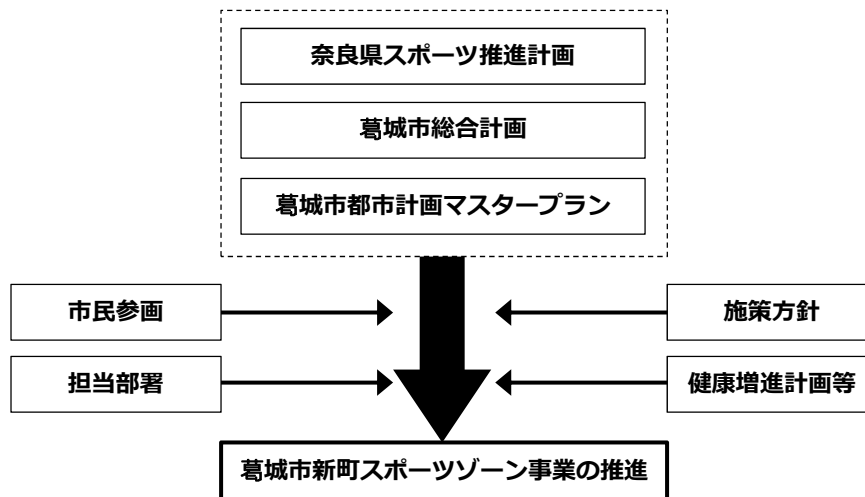 奈良県スポーツ推進計画
葛城市総合計画
葛城市都市計画マスタープラン
市民参画
施策方針
担当部署
健康増進計画等
葛城市新町スポーツゾーン事業の推進